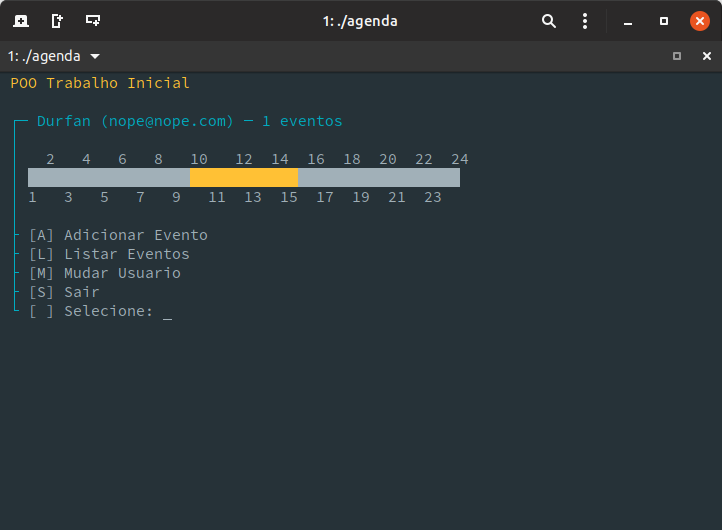 1: ./agenda
1: ./agenda
POO Trabalho Inicial
Durfan (nope@nope.com) — 1 eventos
2 4 6 8 10 12 14 16 18 20 22 24
1 3 5 7 9 11 13 15 17 19 21 23
[A] Adicionar Evento
[L] Listar Eventos
[M] Mudar Usuario
[S] Sair
[ ] Selecione: _